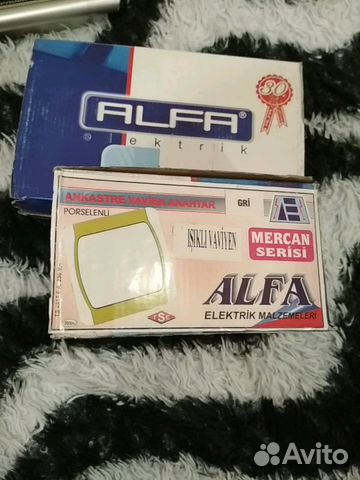 ALFA®
elektrik
30
ANKASTRE VAVİEN ANAHTAR
PORSELENLİ
GRİ
IŞIKLI VAVİYEN
MERCAN
SERİSİ
ALFA
ELEKTRİK MALZEMELERİ
TSE
Avito